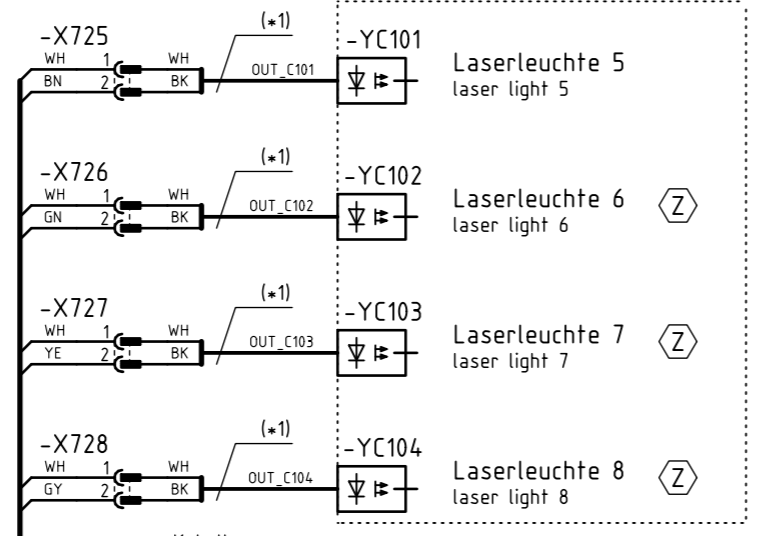 (*1)
-X725
-YC101
WH 1 WH
OUT_C101
BN 2 BK
Laserleuchte 5
laser light 5
(*1)
-X726
-YC102
WH 1 WH
OUT_C102
GN 2 BK
Laserleuchte 6 Z
laser light 6
(*1)
-X727
-YC103
WH 1 WH
OUT_C103
YE 2 BK
Laserleuchte 7 Z
laser light 7
(*1)
-X728
-YC104
WH 1 WH
OUT_C104
GY 2 BK
Laserleuchte 8 Z
laser light 8